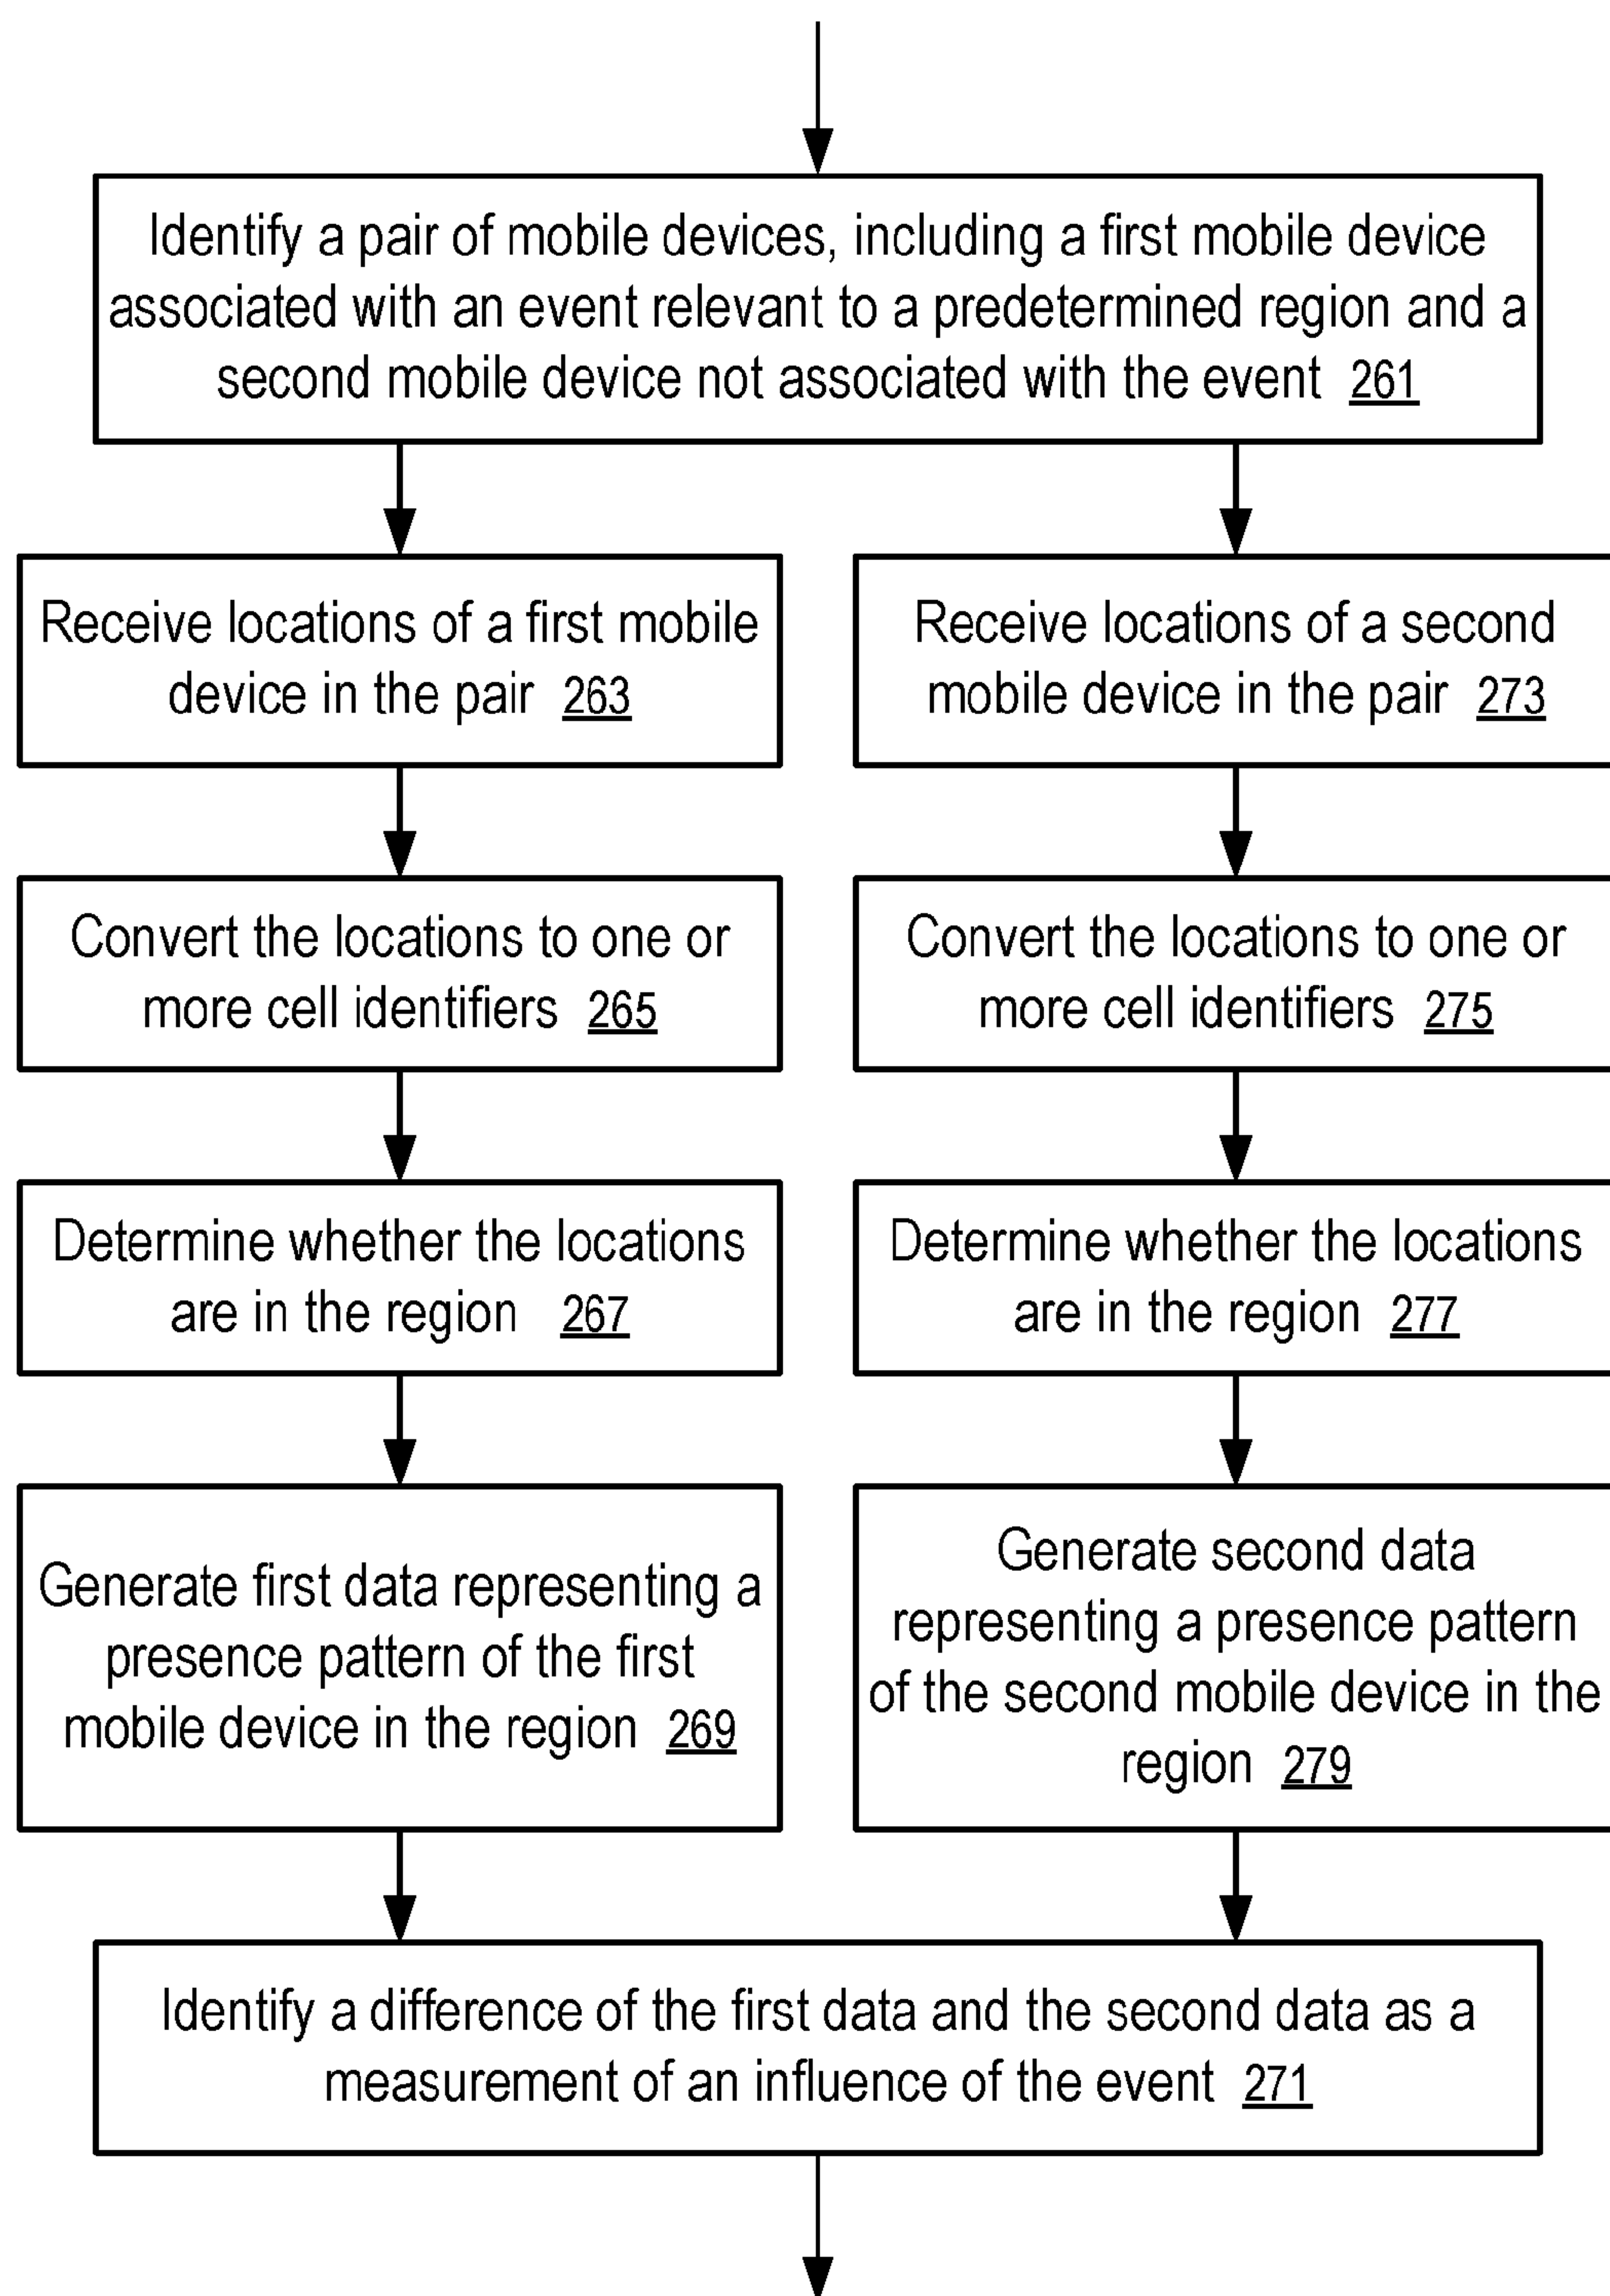 Identify a pair of mobile devices, including a first mobile device
associated with an event relevant to a predetermined region and a
second mobile device not associated with the event 261
Receive locations of a first mobile
device in the pair 263
Receive locations of a second
mobile device in the pair 273
Convert the locations to one or
more cell identifiers 265
Convert the locations to one or
more cell identifiers 275
Determine whether the locations
are in the region 267
Determine whether the locations
are in the region 277
Generate first data representing a
presence pattern of the first
mobile device in the region 269
Generate second data
representing a presence pattern
of the second mobile device in the
region 279
Identify a difference of the first data and the second data as a
measurement of an influence of the event 271